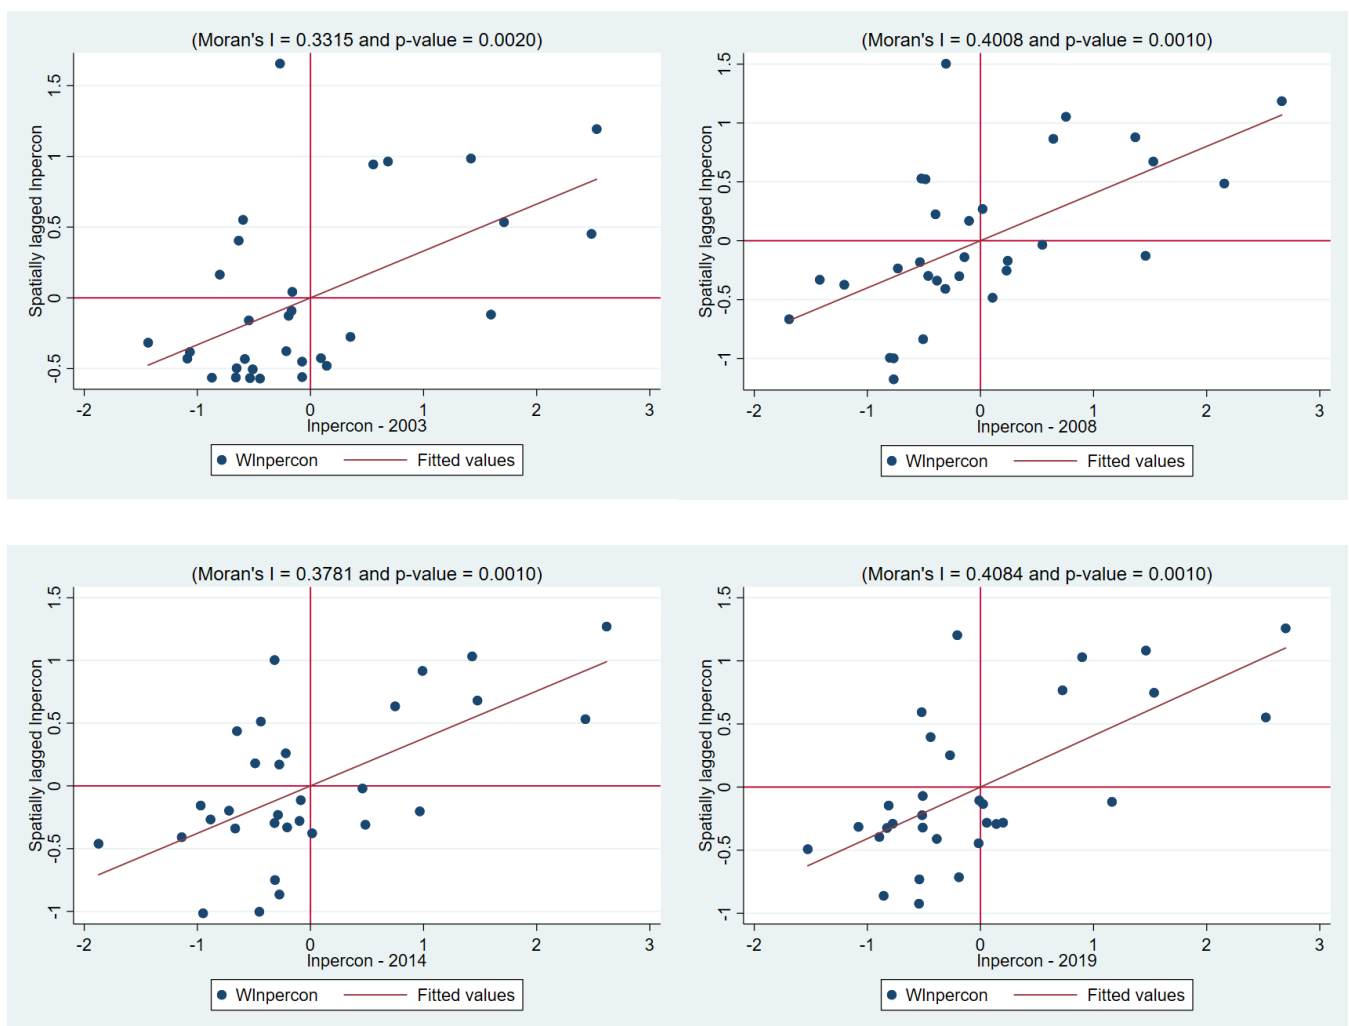 (Moran's I = 0.3315 and p-value = 0.0020)
Spatially lagged lnpercon
1.5
1
0.5
0
-0.5
-2 -1 0 1 2 3
lnpercon - 2003
Wlnpercon Fitted values
(Moran's I = 0.4008 and p-value = 0.0010)
Spatially lagged lnpercon
1.5
1
0.5
0
-0.5
-1
-2 -1 0 1 2 3
lnpercon - 2008
Wlnpercon Fitted values
(Moran's I = 0.3781 and p-value = 0.0010)
Spatially lagged lnpercon
1.5
1
0.5
0
-0.5
-1
-2 -1 0 1 2 3
lnpercon - 2014
Wlnpercon Fitted values
(Moran's I = 0.4084 and p-value = 0.0010)
Spatially lagged lnpercon
1.5
1
0.5
0
-0.5
-1
-2 -1 0 1 2 3
lnpercon - 2019
Wlnpercon Fitted values